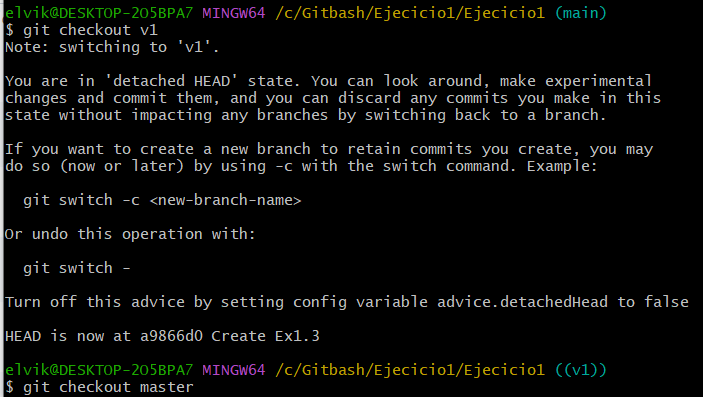 elvik@DESKTOP-2O5BPA7 MINGW64 /c/Gitbash/Ejecicio1/Ejecicio1 (main)
$ git checkout v1
Note: switching to 'v1'.
You are in 'detached HEAD' state. You can look around, make experimental
changes and commit them, and you can discard any commits you make in this
state without impacting any branches by switching back to a branch.
If you want to create a new branch to retain commits you create, you may
do so (now or later) by using -c with the switch command. Example:
git switch -c <new-branch-name>
Or undo this operation with:
git switch -
Turn off this advice by setting config variable advice.detachedHead to false
HEAD is now at a9866d0 Create Ex1.3
elvik@DESKTOP-2O5BPA7 MINGW64 /c/Gitbash/Ejecicio1/Ejecicio1 ((v1))
$ git checkout master